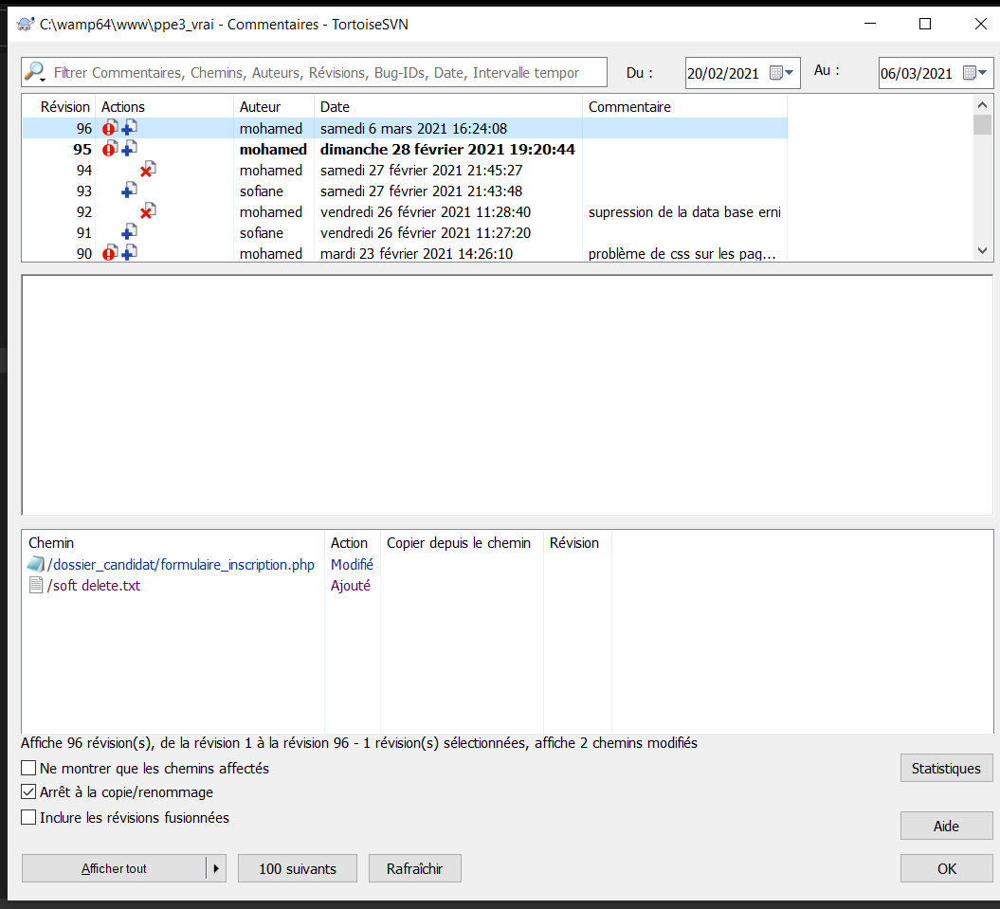 C:\wamp64\www\ppe3_vrai - Commentaires - TortoiseSVN
Filtrer Commentaires, Chemins, Auteurs, Révisions, Bug-IDs, Date, Intervalle tempor Du : 20/02/2021 Au : 06/03/2021
Révision Actions Auteur Date Commentaire
96 mohamed samedi 6 mars 2021 16:24:08
95 mohamed dimanche 28 février 2021 19:20:44
94 mohamed samedi 27 février 2021 21:45:27
93 sofiane samedi 27 février 2021 21:43:48
92 mohamed vendredi 26 février 2021 11:28:40 supression de la data base erni
91 sofiane vendredi 26 février 2021 11:27:20
90 mohamed mardi 23 février 2021 14:26:10 problème de css sur les pag...
Chemin Action Copier depuis le chemin Révision
/dossier_candidat/formulaire_inscription.php Modifié
/soft delete.txt Ajouté
Affiche 96 révision(s), de la révision 1 à la révision 96 - 1 révision(s) sélectionnées, affiche 2 chemins modifiés
Ne montrer que les chemins affectés
Statistiques
Arrêt à la copie/renommage
Inclure les révisions fusionnées
Aide
Afficher tout 100 suivants Rafraîchir OK